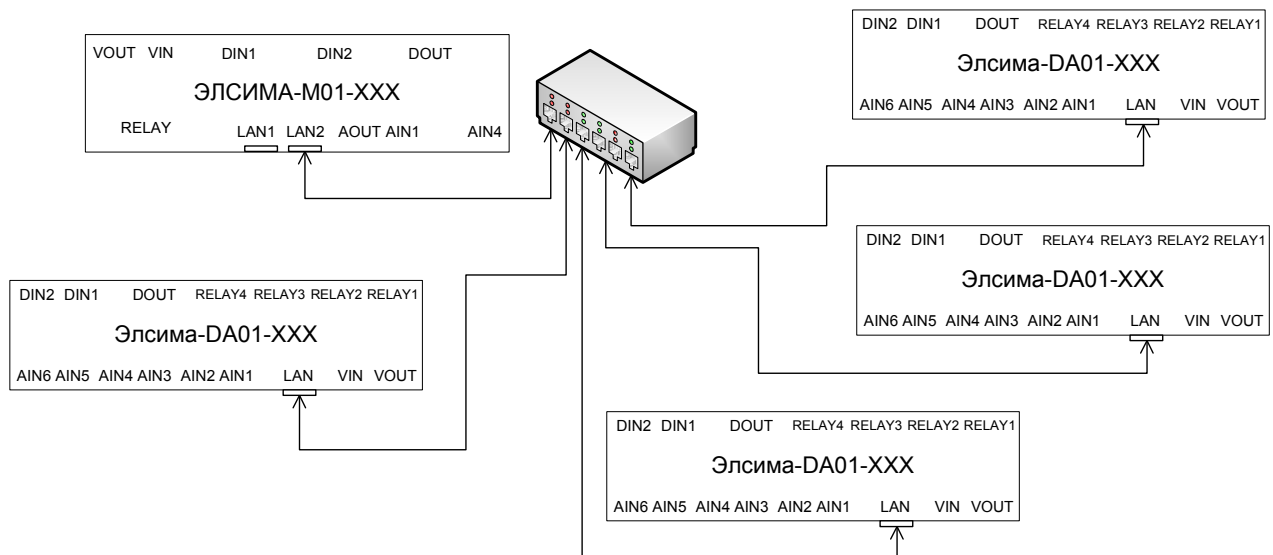 VOUT VIN DIN1 DIN2 DOUT
ЭЛСИМА-М01-XXX
RELAY LAN1 LAN2 AOUT AIN1 AIN4
DIN2 DIN1 DOUT RELAY4 RELAY3 RELAY2 RELAY1
Элсима-DA01-XXX
AIN6 AIN5 AIN4 AIN3 AIN2 AIN1 LAN VIN VOUT
DIN2 DIN1 DOUT RELAY4 RELAY3 RELAY2 RELAY1
Элсима-DA01-XXX
AIN6 AIN5 AIN4 AIN3 AIN2 AIN1 LAN VIN VOUT
DIN2 DIN1 DOUT RELAY4 RELAY3 RELAY2 RELAY1
Элсима-DA01-XXX
AIN6 AIN5 AIN4 AIN3 AIN2 AIN1 LAN VIN VOUT
DIN2 DIN1 DOUT RELAY4 RELAY3 RELAY2 RELAY1
Элсима-DA01-XXX
AIN6 AIN5 AIN4 AIN3 AIN2 AIN1 LAN VIN VOUT